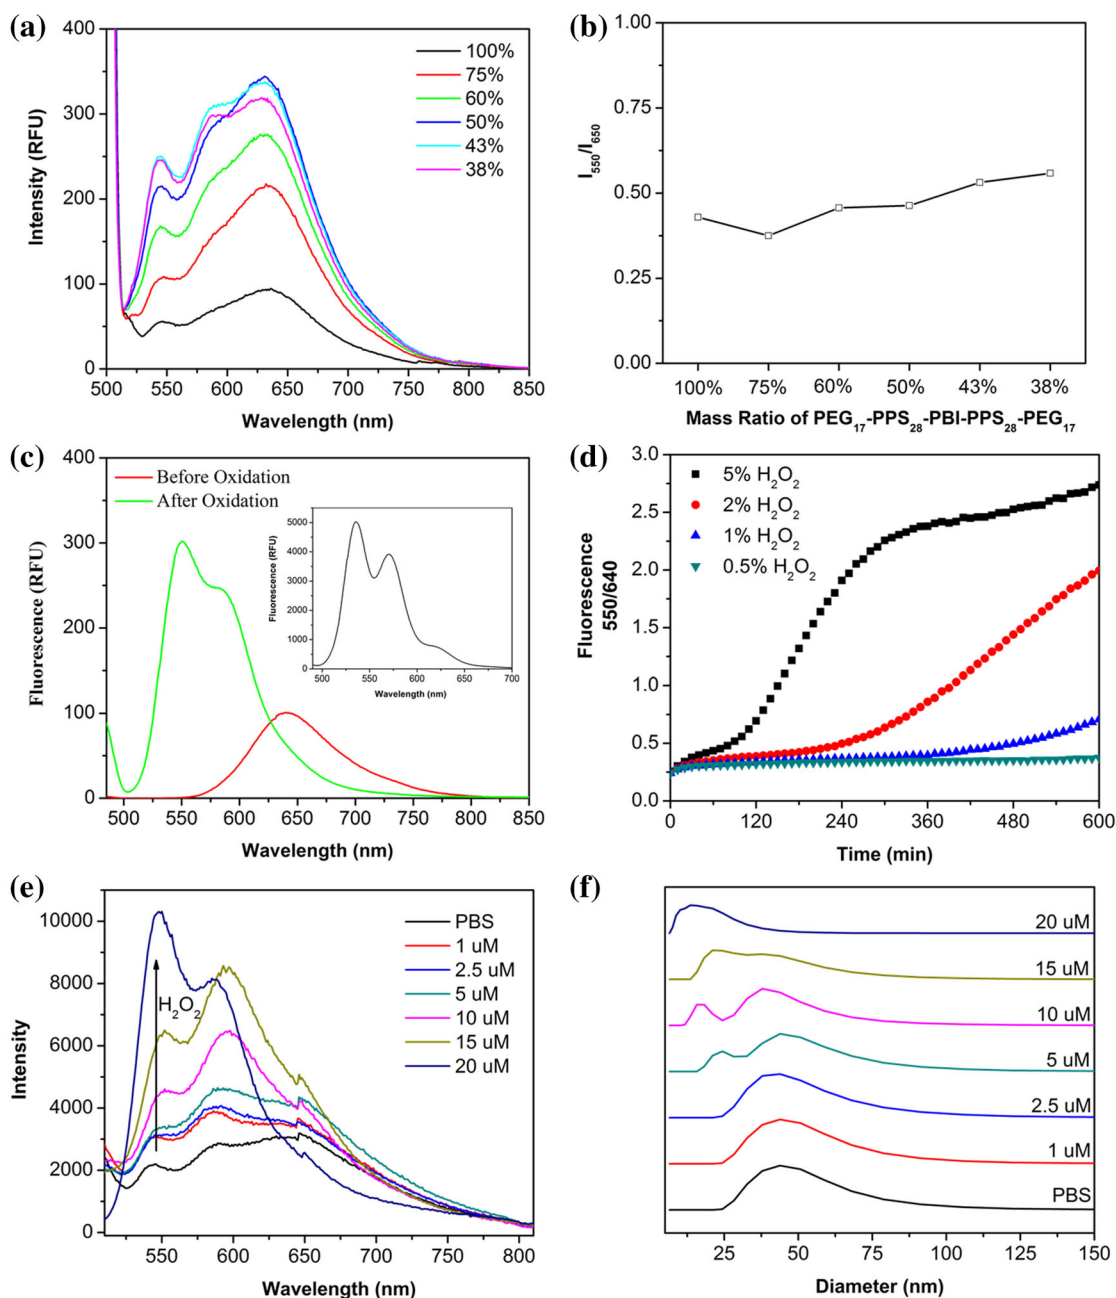 (a)
400
300
200
100
0
Intensity (RFU)
100%
75%
60%
50%
43%
38%
500 550 600 650 700 750 800 850
Wavelength (nm)
(b)
1.00
0.75
0.50
0.25
0.00
I550/I650
100% 75% 60% 50% 43% 38%
Mass Ratio of PEG17-PPS28-PBI-PPS28-PEG17
(c)
400
300
200
100
0
Fluorescence (RFU)
Before Oxidation
After Oxidation
5000
4000
3000
2000
1000
0
Fluorescence (RFU)
500 550 600 650 700
Wavelength (nm)
500 550 600 650 700 750 800 850
Wavelength (nm)
(d)
3.0
2.5
2.0
1.5
1.0
0.5
0.0
Fluorescence
550/640
5% H2O2
2% H2O2
1% H2O2
0.5% H2O2
0 120 240 360 480 600
Time (min)
(e)
10000
8000
6000
4000
2000
0
Intensity
H2O2
PBS
1 uM
2.5 uM
5 uM
10 uM
15 uM
20 uM
550 600 650 700 750 800
Wavelength (nm)
(f)
20 uM
15 uM
10 uM
5 uM
2.5 uM
1 uM
PBS
25 50 75 100 125 150
Diameter (nm)